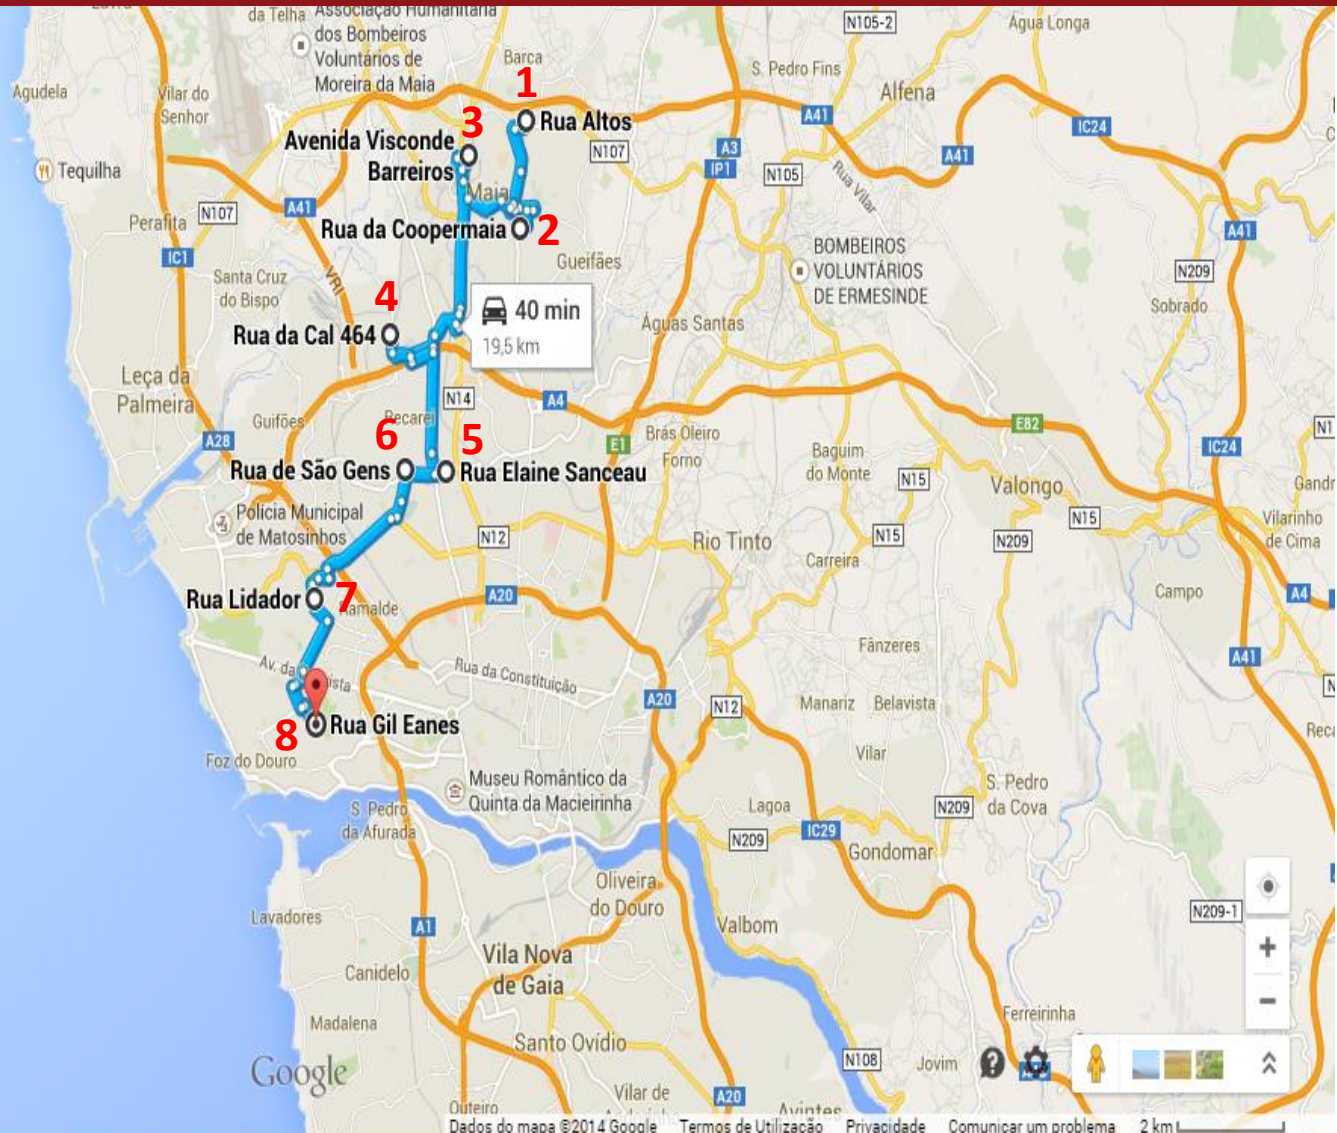 da Telha
Associação Humanitária
dos Bombeiros
Voluntários de
Moreira da Maia
N105-2
Água Longa
Barca
S. Pedro Fins
Agudela
Vilar do
Senhor
1
Rua Altos
Alfena
A41
IC24
3
Avenida Visconde
Barreiros
N107
A3
IP1
N105
A41
Rua Vilar
Tequilha
Maia
Perafita
N107
A41
Rua da Coopermaia
2
A41
IC1
VRI
Gueifães
BOMBEIROS
VOLUNTÁRIOS
DE ERMESINDE
N209
Santa Cruz
do Bispo
4
Sobrado
40 min
19,5 km
Rua da Cal 464
Águas Santas
Leça da
Palmeira
N14
A4
Guifões
Recarei
E82
A28
6
5
E1
Brás Oleiro
Forno
Baguim
do Monte
IC24
N1
Rua de São Gens
Rua Elaine Sanceau
N15
Valongo
Gandr
Polícia Municipal
de Matosinhos
N12
Rio Tinto
N15
N209
N15
Vilarinho
de Cima
Carreira
Rua Lidador
7
Ramalde
A20
Campo
A4
Fânzeres
A41
Av. da
ista
Rua da Constituição
A20
N12
Manariz
Belavista
N
8
Rua Gil Eanes
Reca
Foz do Douro
Vilar
Museu Romântico da
Quinta da Macieirinha
S. Pedro
da Cova
S. Pedro
da Afurada
Lagoa
N209
N209
IC29
Gondomar
Oliveira
do Douro
Lavadores
A1
Valbom
N209-1
Vila Nova
de Gaia
Canidelo
Madalena
Ferreirinha
Santo Ovídio
Google
N108
Jovim
Vilar de
A20
Outeiro
Avintes
Dados do mapa ©2014 Google
Termos de Utilização
Privacidade
Comunicar um problema
2 km